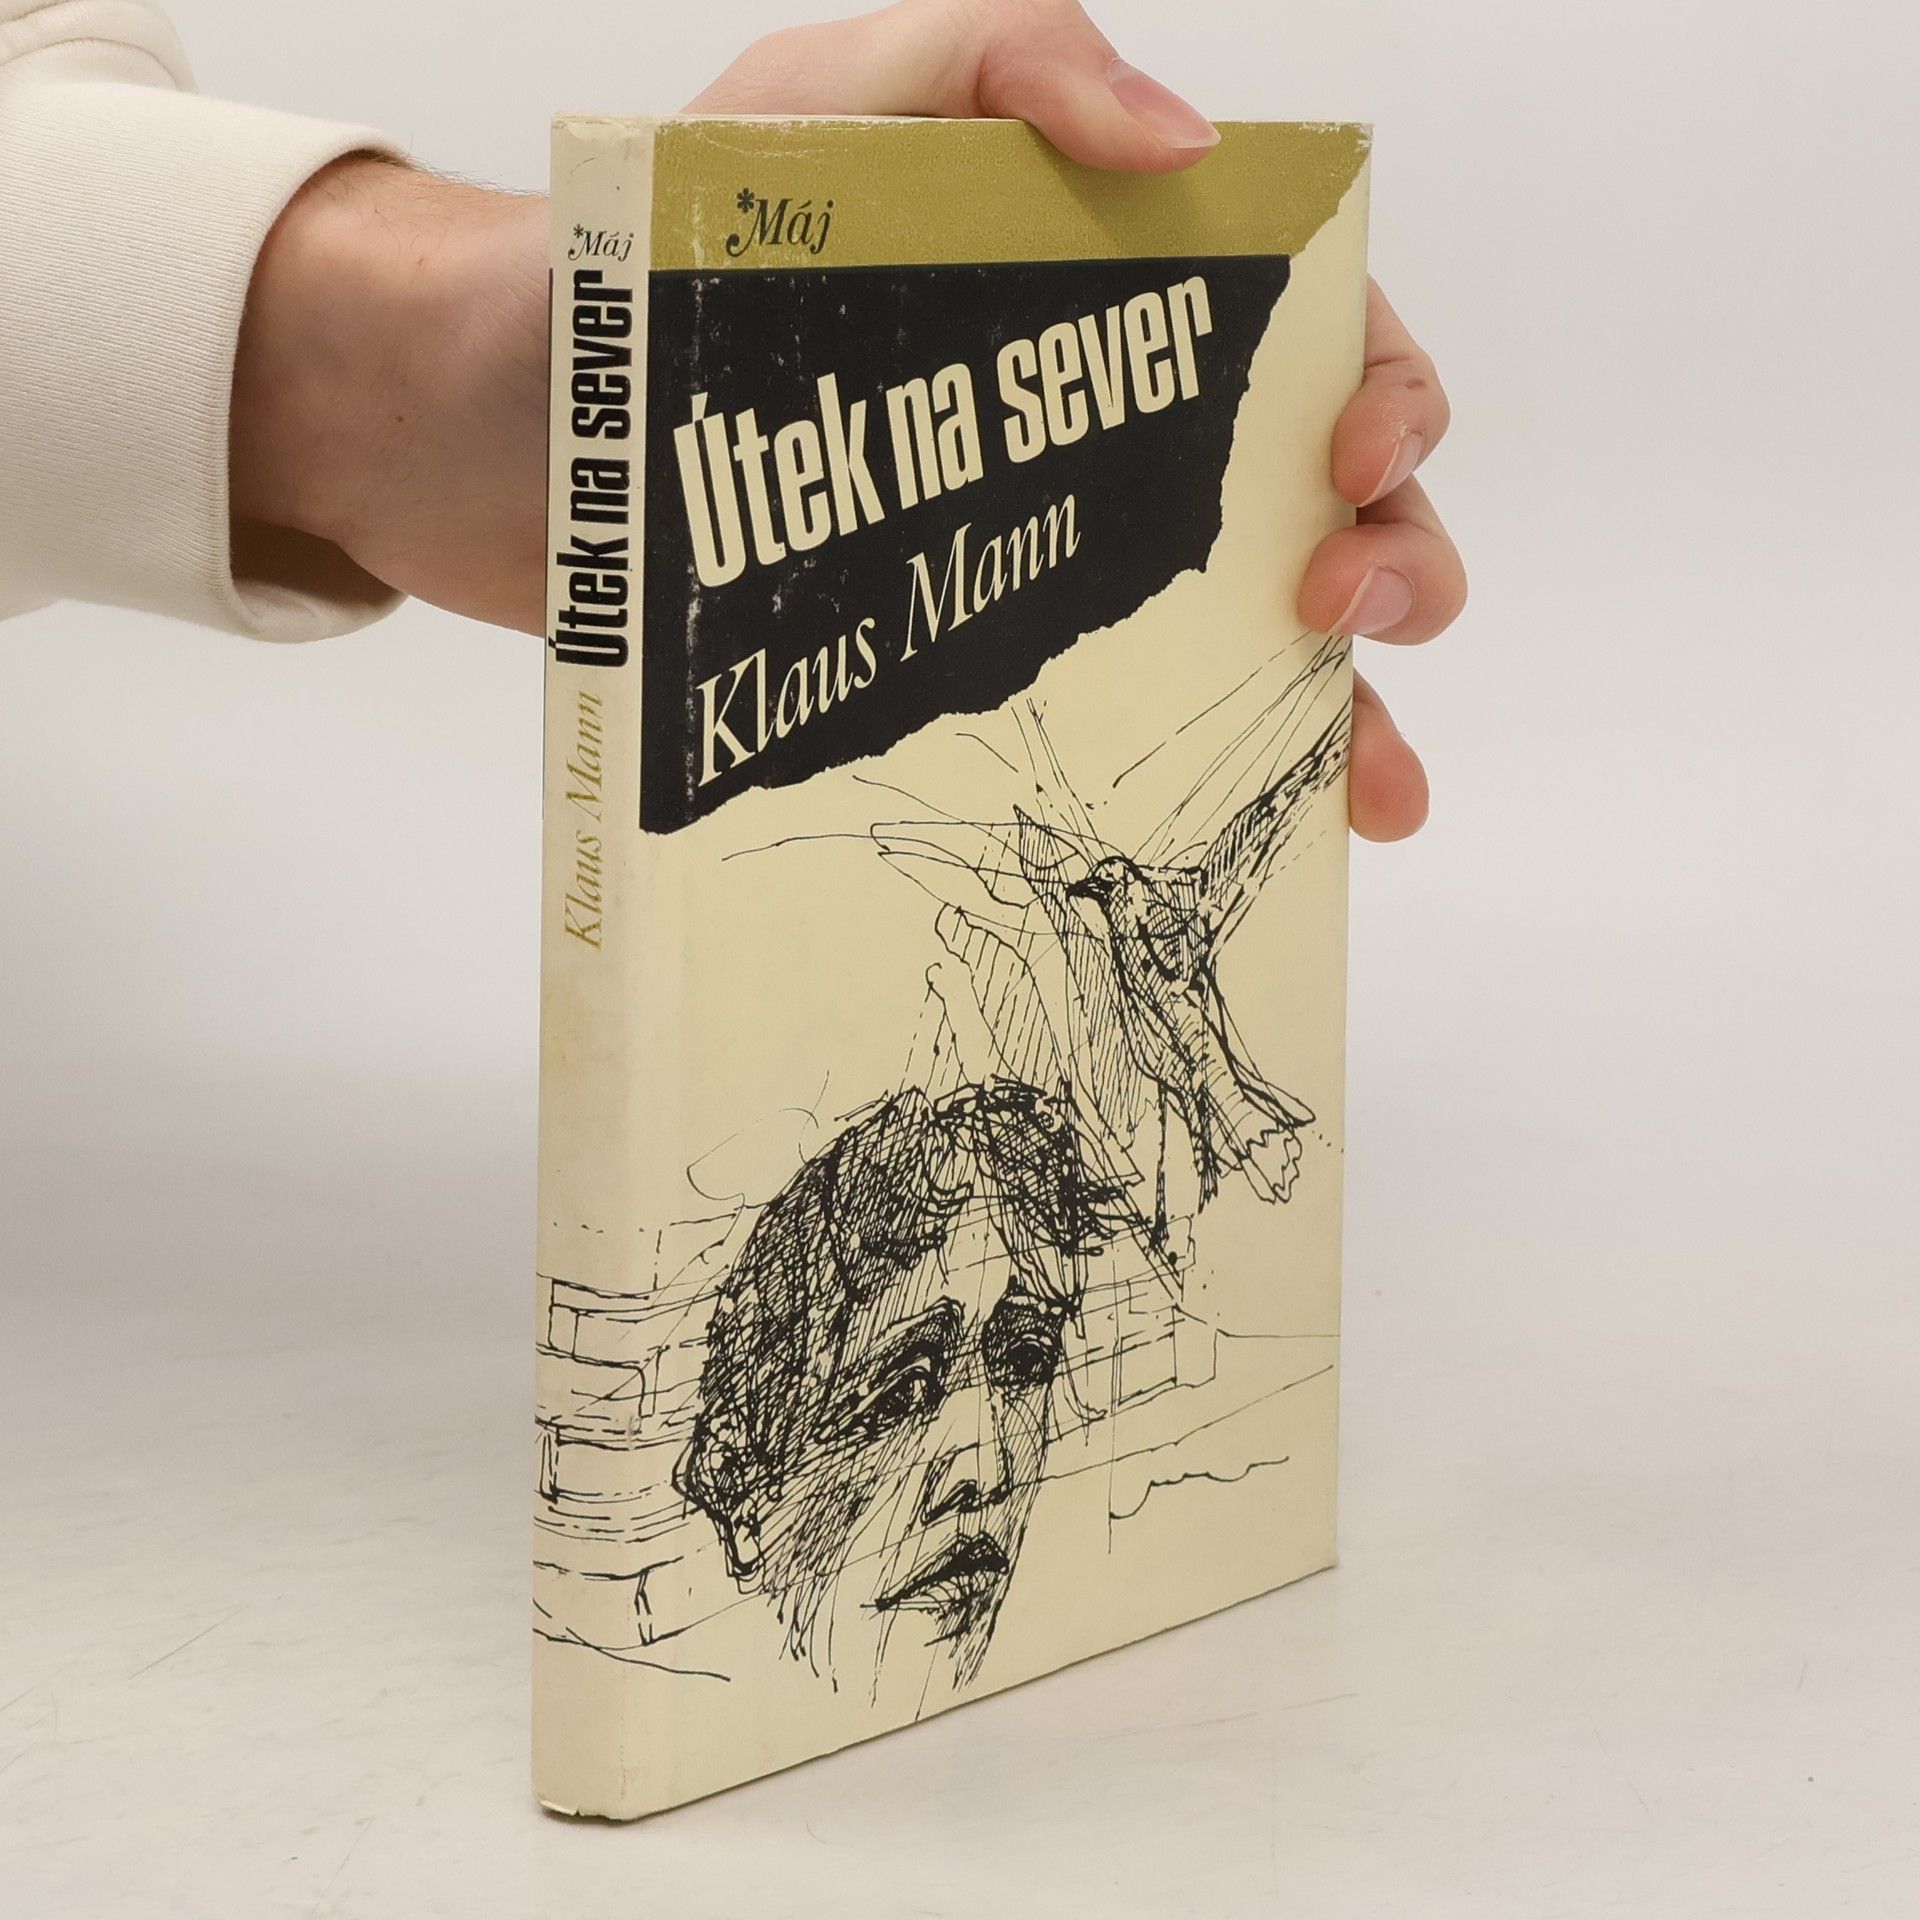 *Máj
Útek na sever
Klaus Mann
*Máj
Útek na sever
Klaus Mann